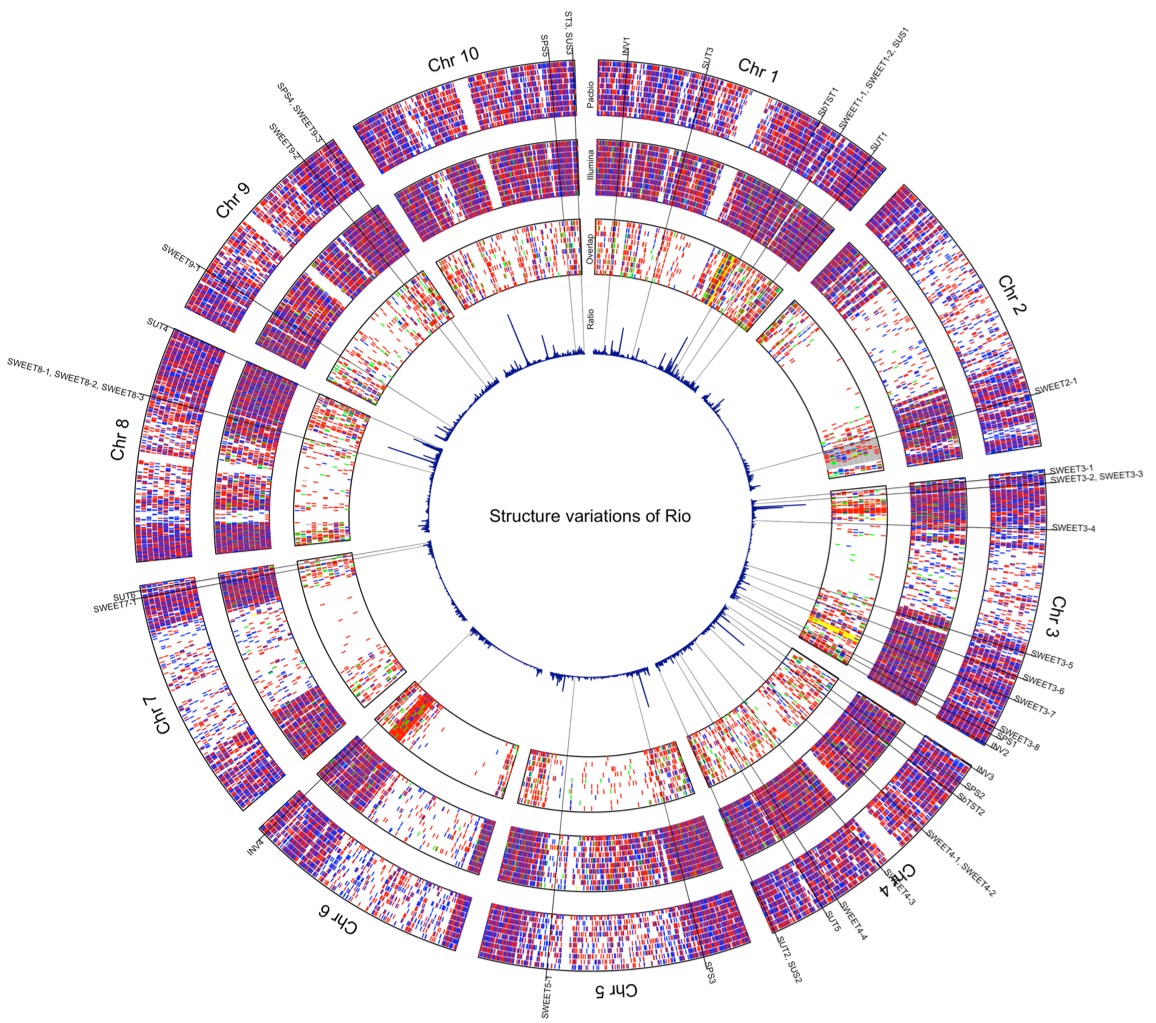 Structure variations of Rio
Pacbio
Illumina
Overlap
Ratio
Chr 1
INV1
SUT3
SbTST1
SWEET1-1, SWEET1-2, SUS1
SUT1
Chr 2
SWEET2-1
Chr 3
SWEET3-1
SWEET3-2, SWEET3-3
SWEET3-4
SWEET3-5
SWEET3-6
SWEET3-7
SWEET3-8
SPS1
INV2
Chr 4
INV3
SPS2
SbTST2
SWEET4-1, SWEET4-2
SWEET4-3
SWEET4-4
SUT5
SUT2, SUS2
Chr 5
SPS3
SWEET5-1
Chr 6
INV4
Chr 7
SWEET7-1
SUT6
Chr 8
SWEET8-1, SWEET8-2, SWEET8-3
SUT4
Chr 9
SWEET9-1
SWEET9-2
SPS4, SWEET9-3
Chr 10
SPS5
ST3, SUS3